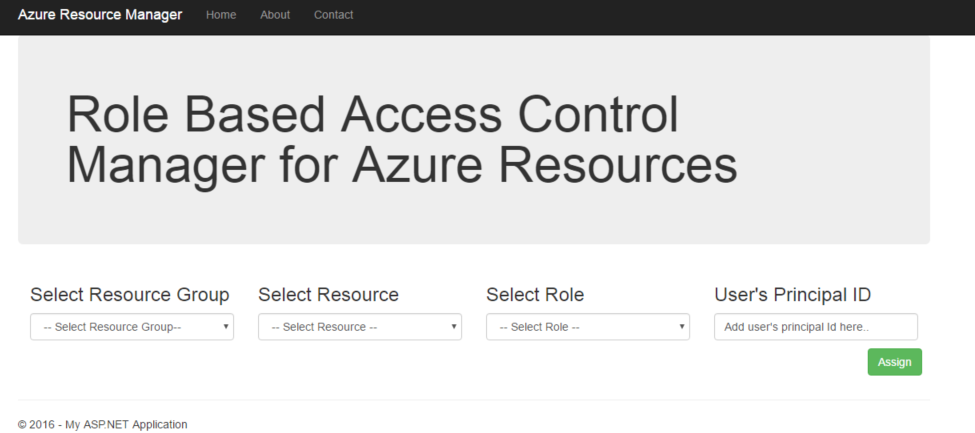 Azure Resource Manager Home About Contact
Role Based Access Control
Manager for Azure Resources
Select Resource Group Select Resource Select Role User's Principal ID
-- Select Resource Group-- -- Select Resource -- -- Select Role -- Add user's principal Id here..
Assign
© 2016 - My ASP.NET Application